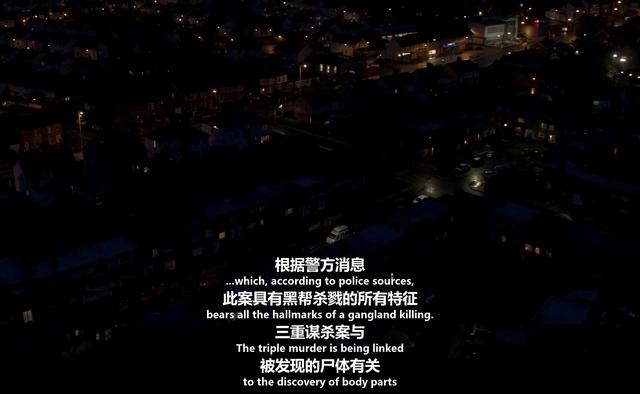 根据警方消息
...which, according to police sources,
此案具有黑帮杀戮的所有特征
bears all the hallmarks of a gangland killing.
三重谋杀案与
The triple murder is being linked
被发现的尸体有关
to the discovery of body parts